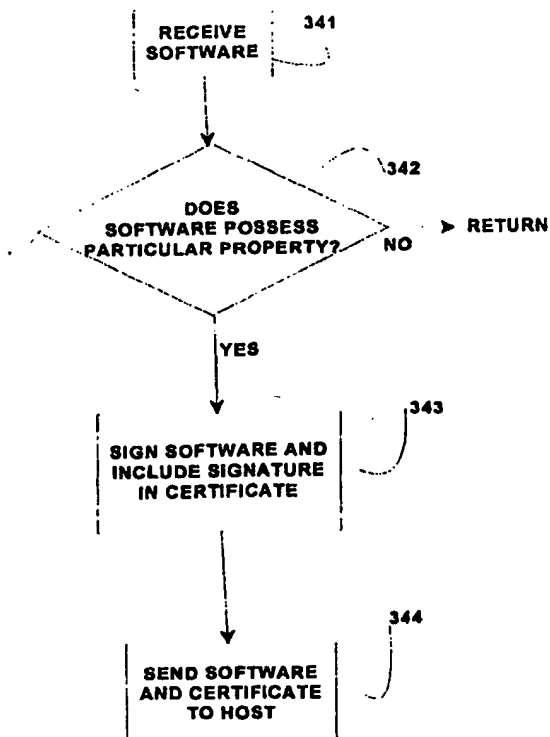 RECEIVE
SOFTWARE
341
342
DOES
SOFTWARE POSSESS
PARTICULAR PROPERTY?
NO
RETURN
YES
343
SIGN SOFTWARE AND
INCLUDE SIGNATURE
IN CERTIFICATE
344
SEND SOFTWARE
AND CERTIFICATE
TO HOST